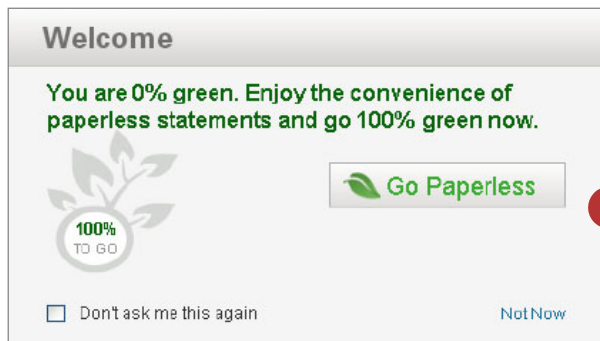 Welcome
You are 0% green. Enjoy the convenience of
paperless statements and go 100% green now.
Go Paperless
100%
TO GO
Don't ask me this again
Not Now